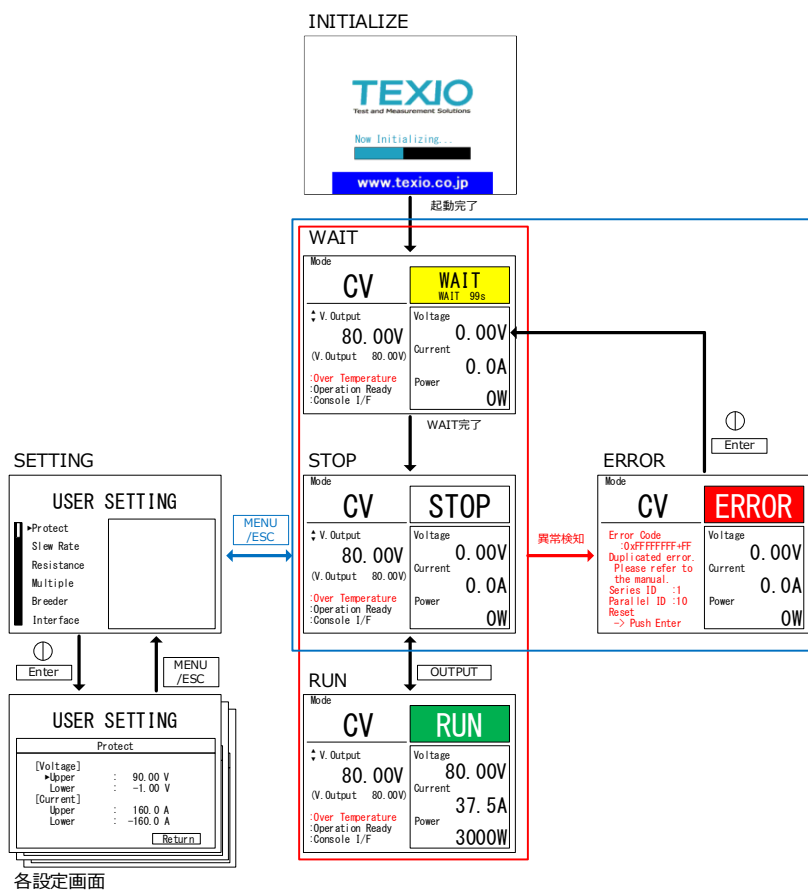 INITIALIZE
TEXIO
Test and Measurement Solutions
Now Initializing...
www.texio.co.jp
起動完了
WAIT
Mode
CV
WAIT
WAIT 99s
V.Output
80.00V
(V.Output 80.00V)
:Over Temperature
:Operation Ready
:Console I/F
Voltage
0.00V
Current
0.0A
Power
0W
WAIT完了
Enter
SETTING
USER SETTING
Protect
Slew Rate
Resistance
Multiple
Breeder
Interface
MENU
/ESC
STOP
Mode
CV
STOP
V.Output
80.00V
(V.Output 80.00V)
:Over Temperature
:Operation Ready
:Console I/F
Voltage
0.00V
Current
0.0A
Power
0W
異常検知
ERROR
Mode
CV
ERROR
Error Code
:0xFFFFFFFF+FF
Duplicated error.
Please refer to
the manual.
Series ID :1
Parallel ID :10
Reset
-> Push Enter
Voltage
0.00V
Current
0.0A
Power
0W
Enter
MENU
/ESC
OUTPUT
USER SETTING
Protect
[Voltage]
Upper : 90.00 V
Lower : -1.00 V
[Current]
Upper : 160.0 A
Lower : -160.0 A
Return
各設定画面
RUN
Mode
CV
RUN
V.Output
80.00V
(V.Output 80.00V)
:Over Temperature
:Operation Ready
:Console I/F
Voltage
80.00V
Current
37.5A
Power
3000W